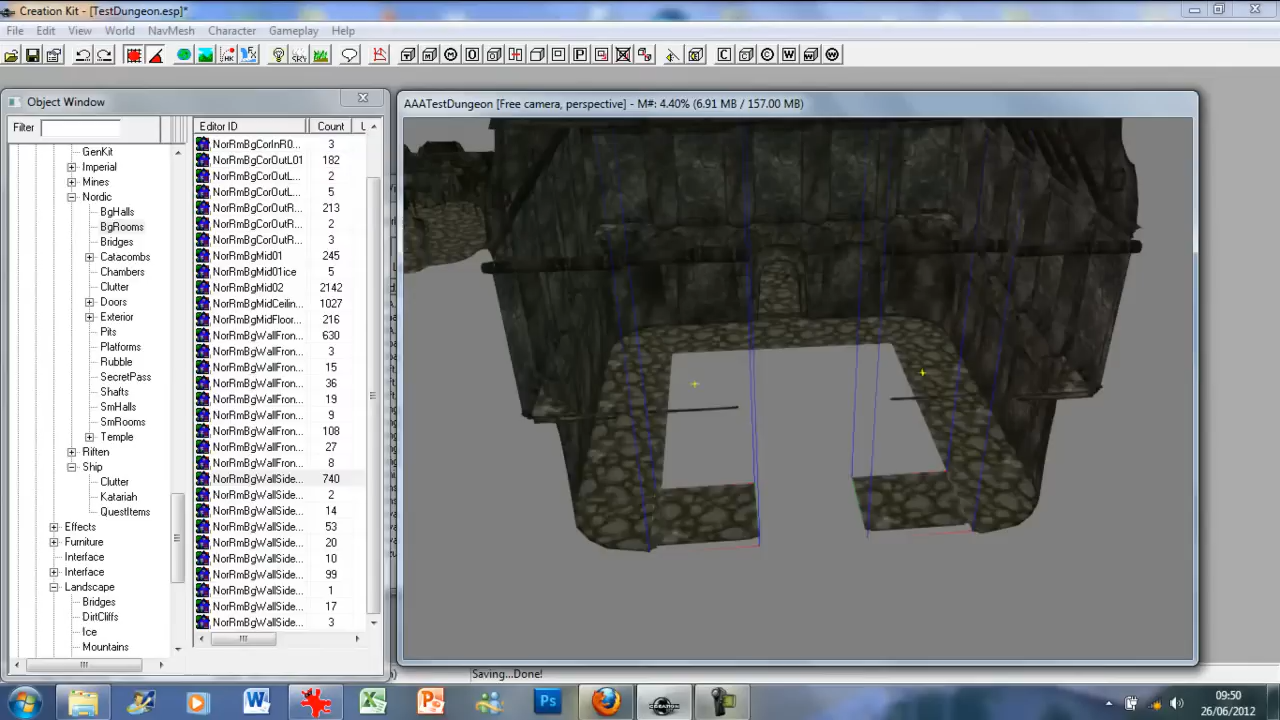 Creation Kit - [TestDungeon.esp]*
File Edit View World NavMesh Character Gameplay Help
Object Window
Filter
GenKit
Imperial
Mines
Nordic
BgHalls
BgRooms
Bridges
Catacombs
Chambers
Clutter
Doors
Exterior
Pits
Platforms
Rubble
SecretPass
Shafts
SmHalls
SmRooms
Temple
Riften
Ship
Clutter
Katariah
QuestItems
Effects
Furniture
Interface
Interface
Landscape
Bridges
DirtCliffs
Ice
Mountains
Editor ID Count
NorRmBgCorInR0... 3
NorRmBgCorOutL01 182
NorRmBgCorOutL... 2
NorRmBgCorOutL... 5
NorRmBgCorOutR... 213
NorRmBgCorOutR... 2
NorRmBgCorOutR... 3
NorRmBgMid01 245
NorRmBgMid01ice 5
NorRmBgMid02 2142
NorRmBgMidCeilin... 1027
NorRmBgMidFloor... 216
NorRmBgWallFron... 630
NorRmBgWallFron... 3
NorRmBgWallFron... 15
NorRmBgWallFron... 36
NorRmBgWallFron... 19
NorRmBgWallFron... 9
NorRmBgWallFron... 108
NorRmBgWallFron... 27
NorRmBgWallFron... 8
NorRmBgWallSide... 740
NorRmBgWallSide... 2
NorRmBgWallSide... 14
NorRmBgWallSide... 53
NorRmBgWallSide... 20
NorRmBgWallSide... 10
NorRmBgWallSide... 99
NorRmBgWallSide... 1
NorRmBgWallSide... 17
NorRmBgWallSide... 3
AAATestDungeon [Free camera, perspective] - M#: 4.40% (6.91 MB / 157.00 MB)
Saving...Done!
09:50
26/06/2012